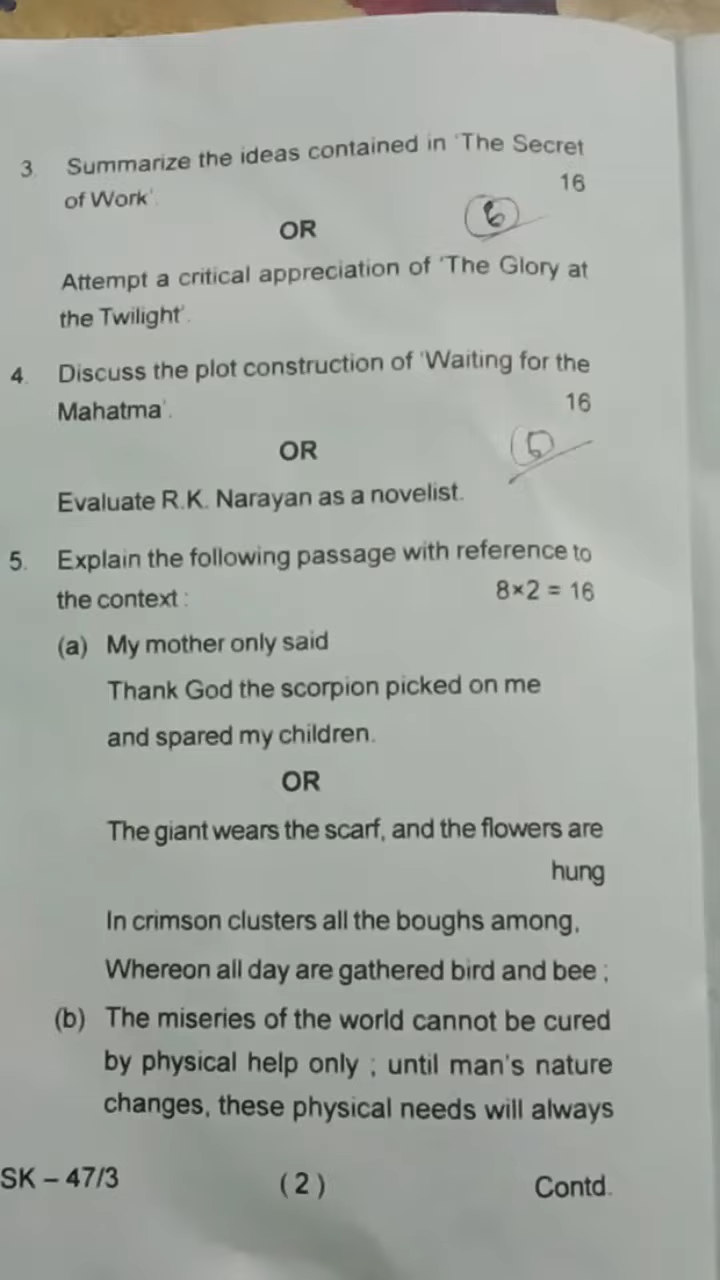 3. Summarize the ideas contained in 'The Secret
of Work'. 16
OR
6
Attempt a critical appreciation of 'The Glory at
the Twilight'.
4. Discuss the plot construction of 'Waiting for the
Mahatma'. 16
OR
Evaluate R.K. Narayan as a novelist.
5. Explain the following passage with reference to
the context : 8×2 = 16
(a) My mother only said
Thank God the scorpion picked on me
and spared my children.
OR
The giant wears the scarf, and the flowers are
hung
In crimson clusters all the boughs among,
Whereon all day are gathered bird and bee ;
(b) The miseries of the world cannot be cured
by physical help only ; until man's nature
changes, these physical needs will always
SK – 47/3 (2) Contd.